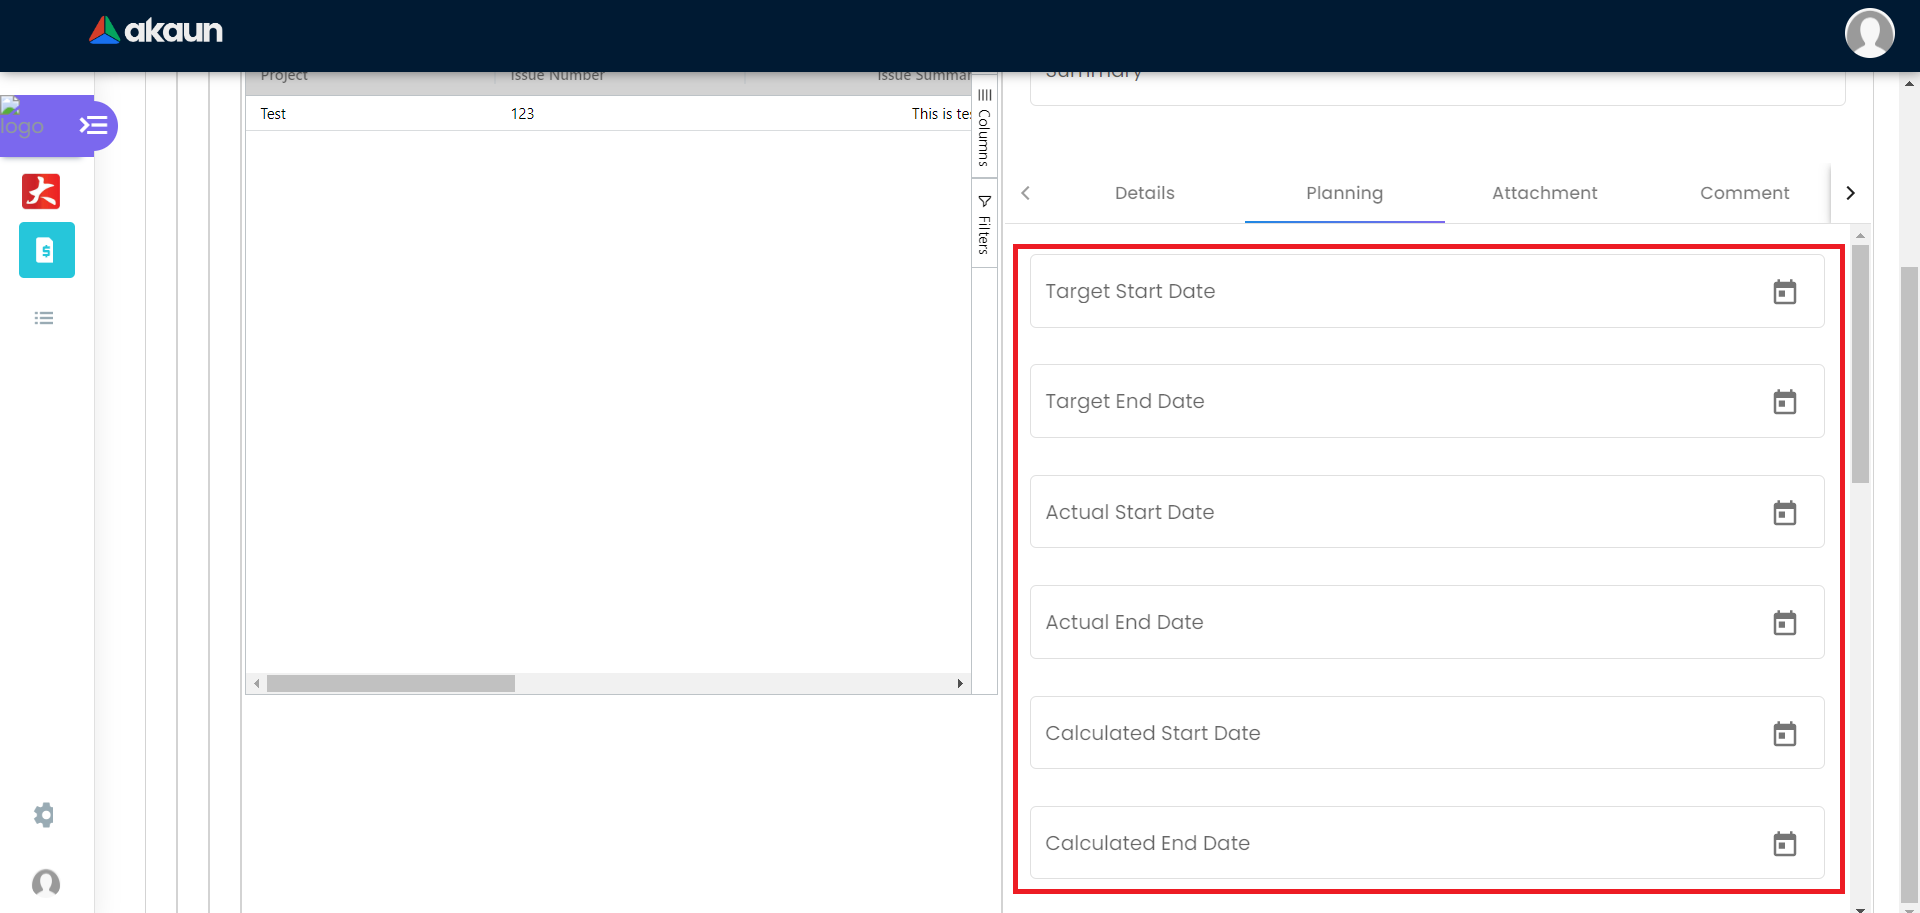 akaun
Project Issue Number Issue Summar
Test 123 This is tes
Columns
Filters
logo
Summary
Details Planning Attachment Comment
Target Start Date
Target End Date
Actual Start Date
Actual End Date
Calculated Start Date
Calculated End Date